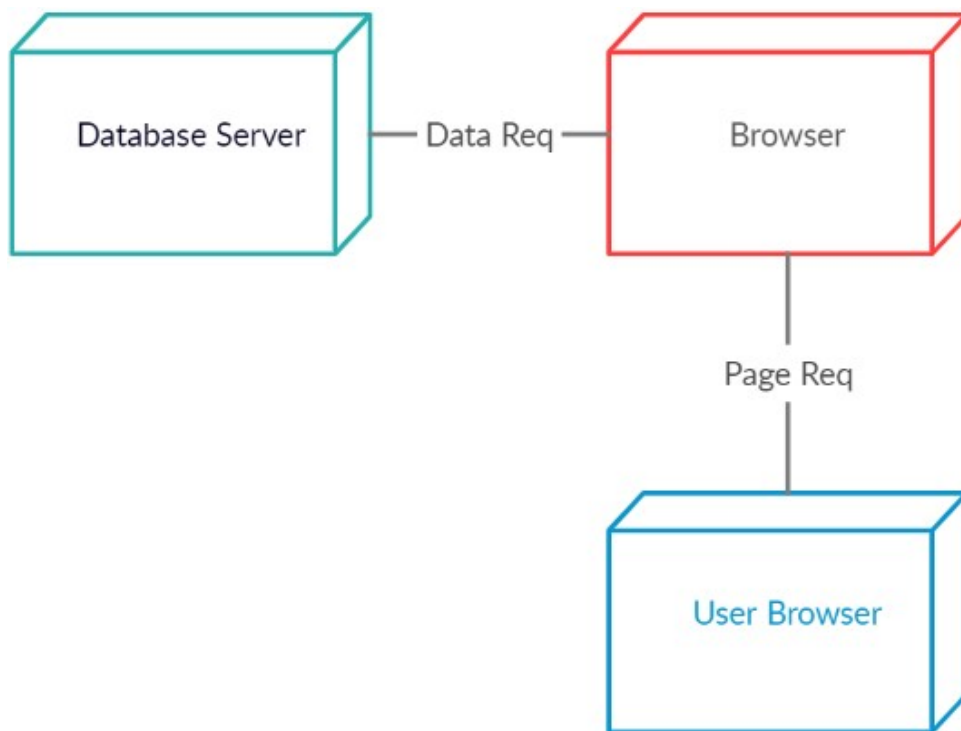 Database Server
Data Req
Browser
Page Req
User Browser